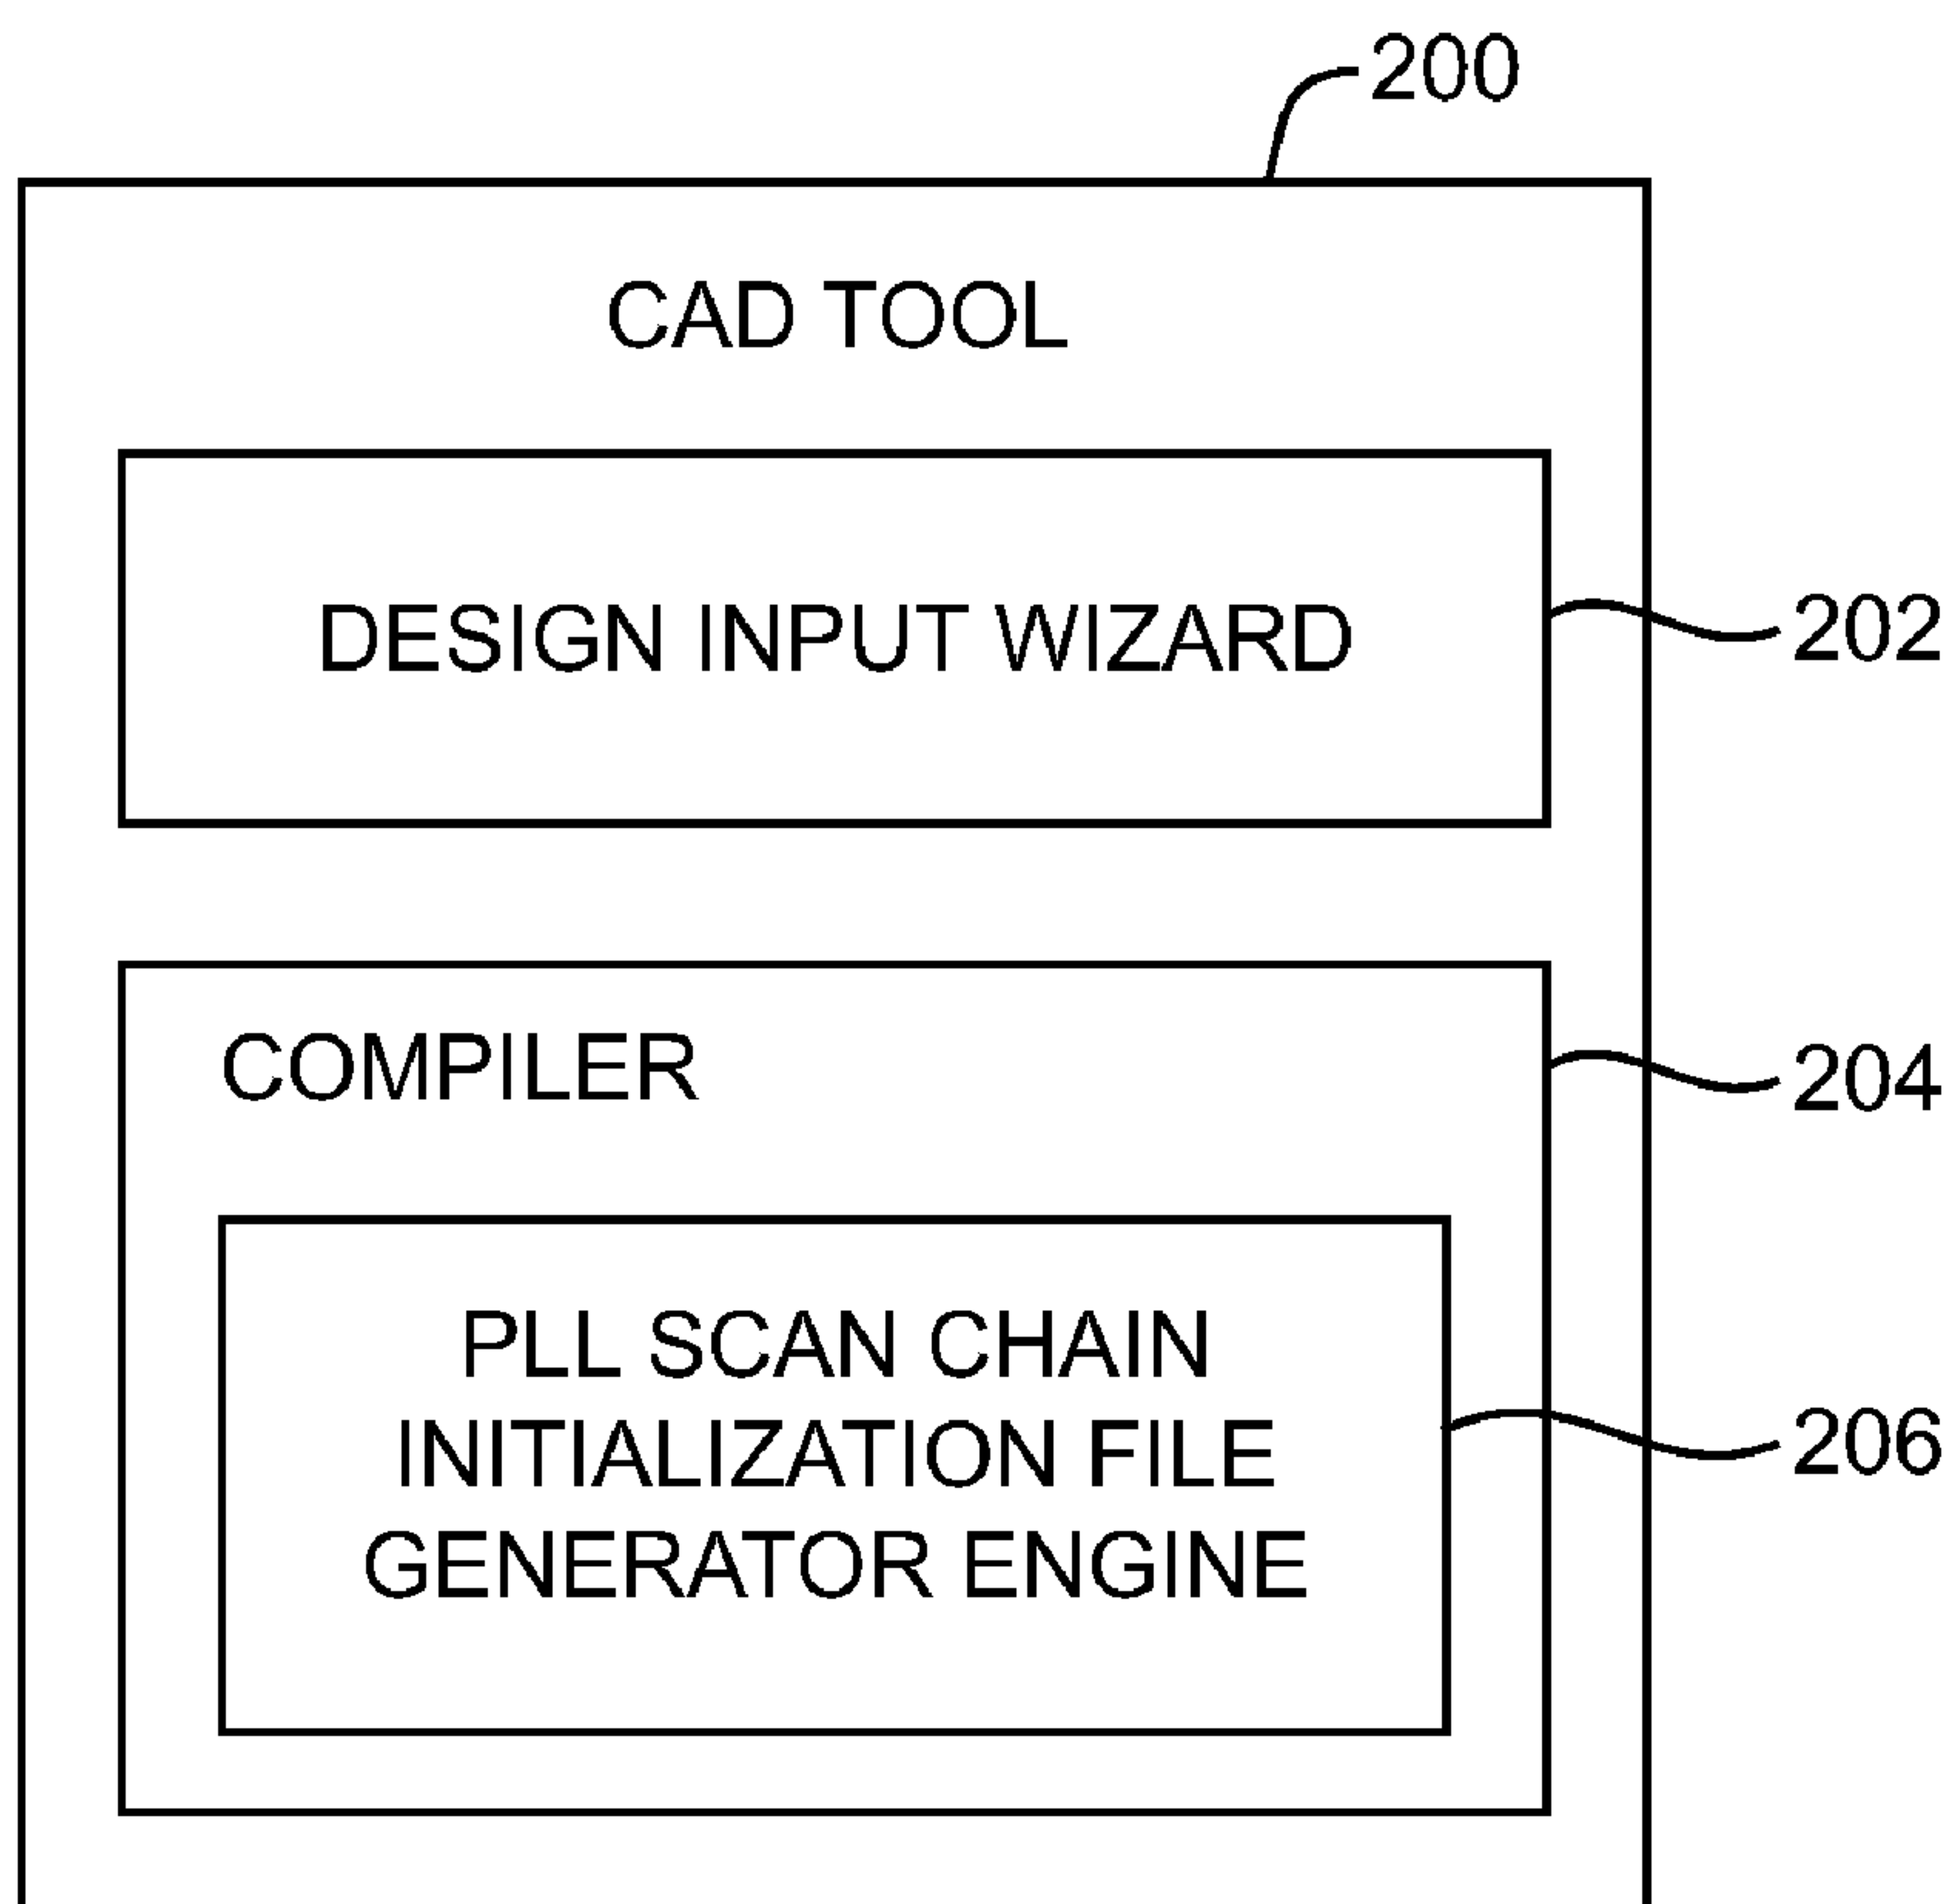 200
CAD TOOL
DESIGN INPUT WIZARD
202
COMPILER
204
PLL SCAN CHAIN
INITIALIZATION FILE
GENERATOR ENGINE
206